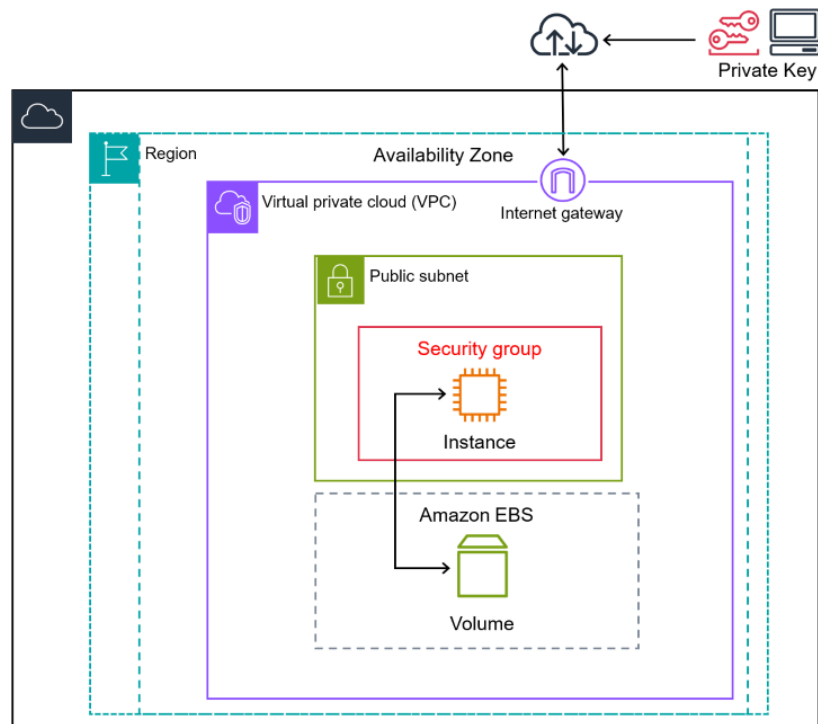 Private Key
Region
Availability Zone
Virtual private cloud (VPC)
Internet gateway
Public subnet
Security group
Instance
Amazon EBS
Volume